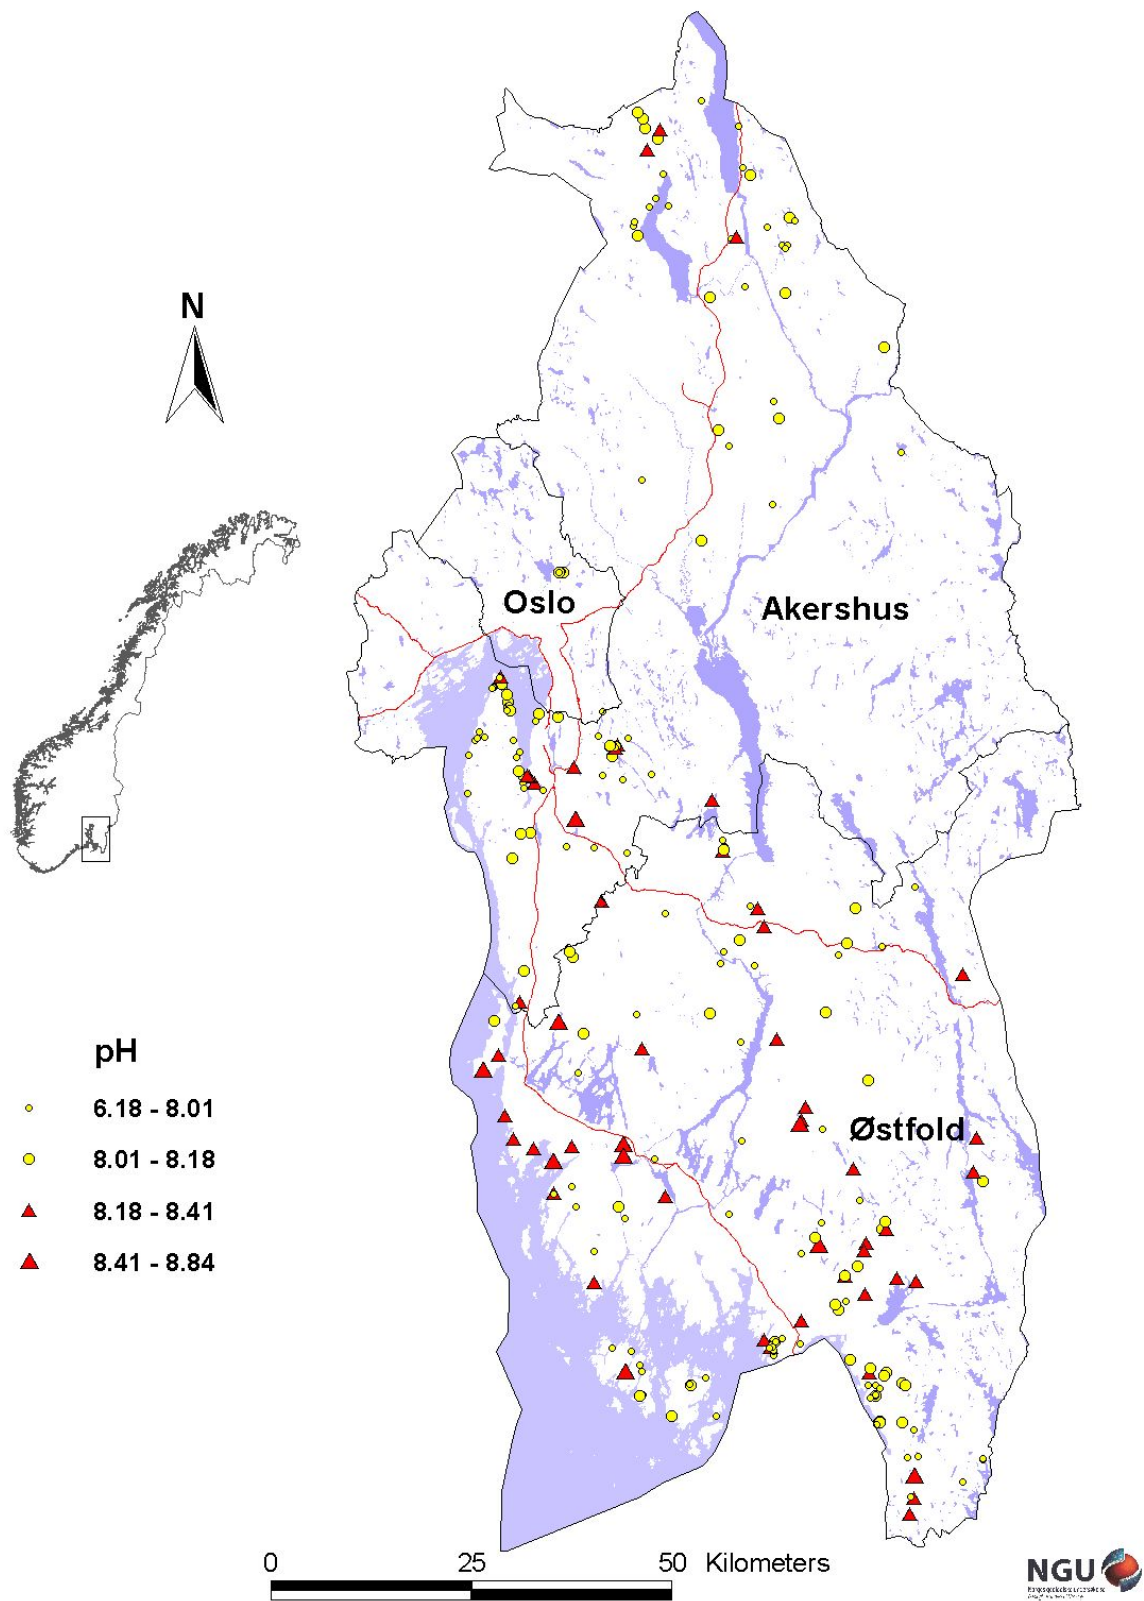 N
Oslo
Akershus
pH
6.18 - 8.01
8.01 - 8.18
8.18 - 8.41
8.41 - 8.84
Østfold
0 25 50 Kilometers
NGU